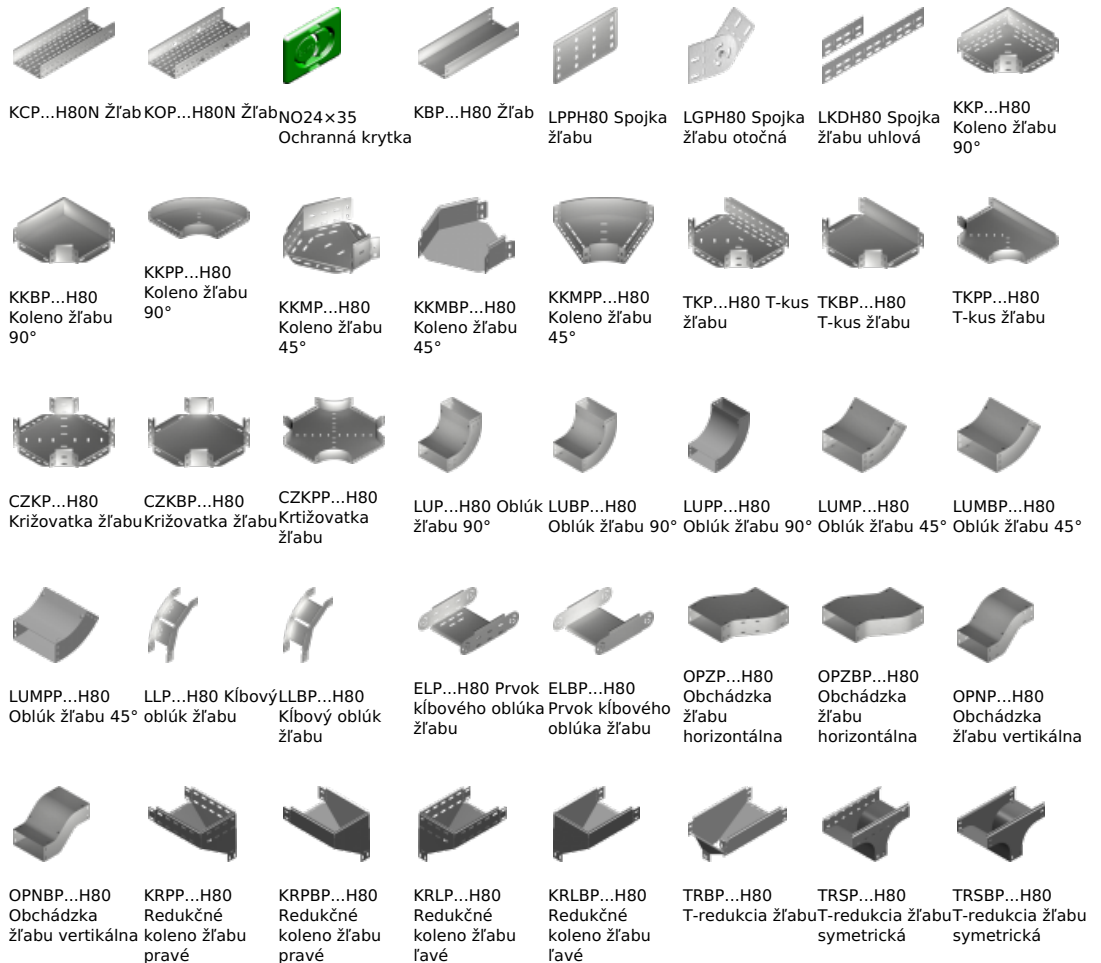 KCP...H80N Žľab
KOP...H80N Žľab
NO24×35
Ochranná krytka
KBP...H80 Žľab
LPPH80 Spojka
žľabu
LGPH80 Spojka
žľabu otočná
LKDH80 Spojka
žľabu uhlová
KKP...H80
Koleno žľabu
90°
KKBP...H80
Koleno žľabu
90°
KKPP...H80
Koleno žľabu
90°
KKMP...H80
Koleno žľabu
45°
KKMBP...H80
Koleno žľabu
45°
KKMPP...H80
Koleno žľabu
45°
TKP...H80 T-kus
žľabu
TKBP...H80
T-kus žľabu
TKPP...H80
T-kus žľabu
CZKP...H80
Križovatka žľabu
CZKBP...H80
Križovatka žľabu
CZKPP...H80
Krtižovatka
žľabu
LUP...H80 Oblúk
žľabu 90°
LUBP...H80
Oblúk žľabu 90°
LUPP...H80
Oblúk žľabu 90°
LUMP...H80
Oblúk žľabu 45°
LUMBP...H80
Oblúk žľabu 45°
LUMPP...H80
Oblúk žľabu 45°
LLP...H80 Kĺbový
oblúk žľabu
LLBP...H80
Kĺbový oblúk
žľabu
ELP...H80 Prvok
kĺbového oblúka
žľabu
ELBP...H80
Prvok kĺbového
oblúka žľabu
OPZP...H80
Obchádzka
žľabu
horizontálna
OPZBP...H80
Obchádzka
žľabu
horizontálna
OPNP...H80
Obchádzka
žľabu vertikálna
OPNBP...H80
Obchádzka
žľabu vertikálna
KRPP...H80
Redukčné
koleno žľabu
pravé
KRPBP...H80
Redukčné
koleno žľabu
pravé
KRLP...H80
Redukčné
koleno žľabu
ľavé
KRLBP...H80
Redukčné
koleno žľabu
ľavé
TRBP...H80
T-redukcia žľabu
TRSP...H80
T-redukcia žľabu
symetrická
TRSBP...H80
T-redukcia žľabu
symetrická